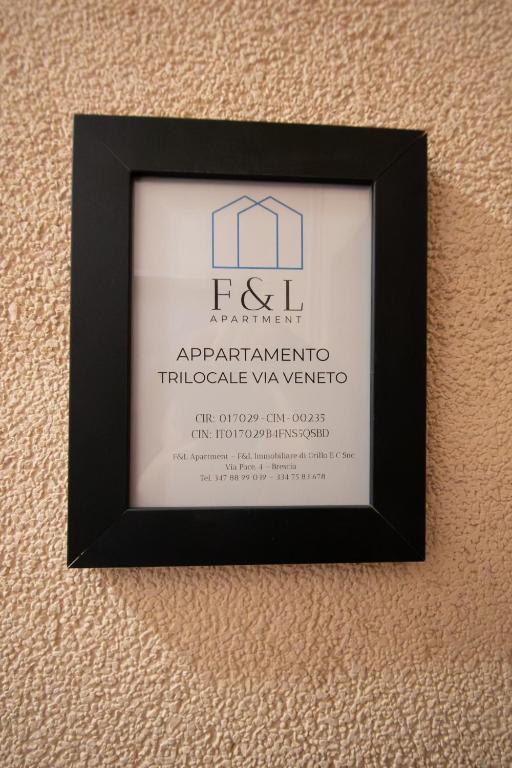 F & L
APARTMENT
APPARTAMENTO
TRILOCALE VIA VENETO
CIR: 017029-CIM-00235
CIN: IT017029B4FNS5QSBD
F&L Apartment - F&L Immobiliare di Grillo E C Snc
Via Pace, 4 - Brescia
Tel. 347 88 99 039 - 334 75 83 678